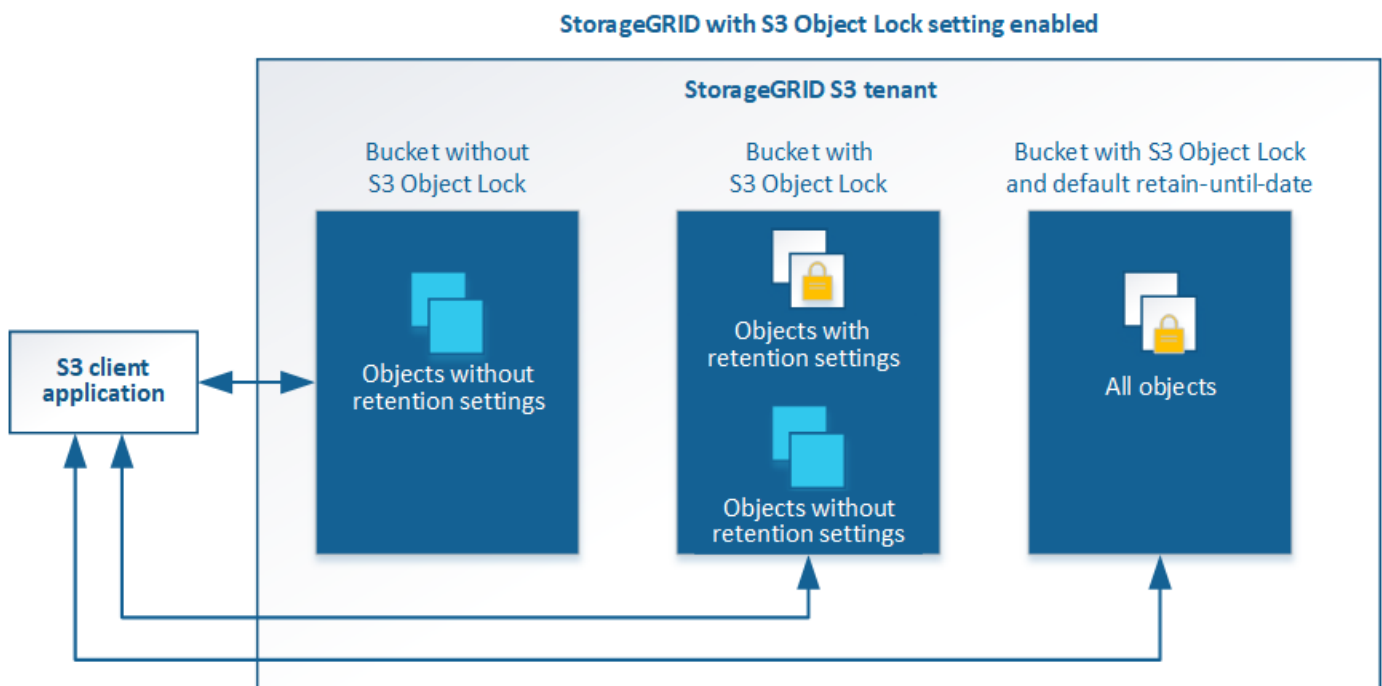 StorageGRID with S3 Object Lock setting enabled
StorageGRID S3 tenant
Bucket without
S3 Object Lock
Bucket with
S3 Object Lock
Bucket with S3 Object Lock
and default retain-until-date
S3 client
application
Objects without
retention settings
Objects with
retention settings
Objects without
retention settings
All objects